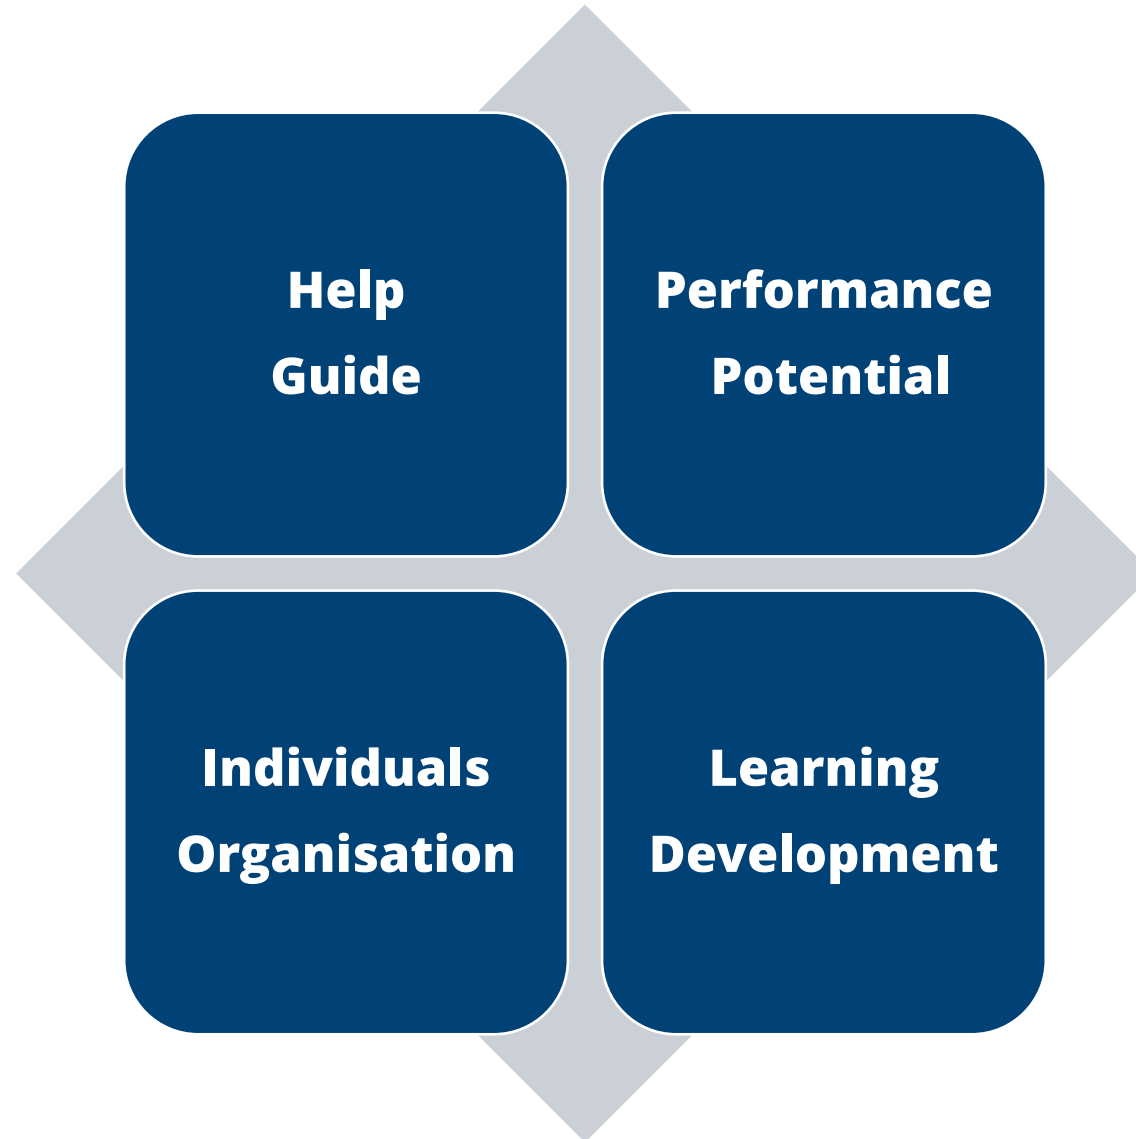 Help
Guide
Performance
Potential
Individuals
Organisation
Learning
Development